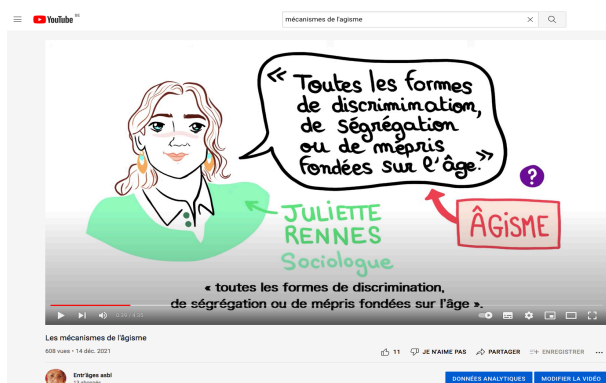 YouTube BE
mécanismes de l'agisme
« Toutes les formes
de discrimination,
de ségrégation
ou de mépris
fondées sur l'âge. »
?
JULIETTE
RENNES
Sociologue
ÂGISME
« toutes les formes de discrimination,
de ségrégation ou de mépris fondées sur l'âge ».
Les mécanismes de l'âgisme
608 vues • 14 déc. 2021
11 JE N'AIME PAS PARTAGER ENREGISTRER ...
Entr'âges asbl
DONNÉES ANALYTIQUES MODIFIER LA VIDÉO